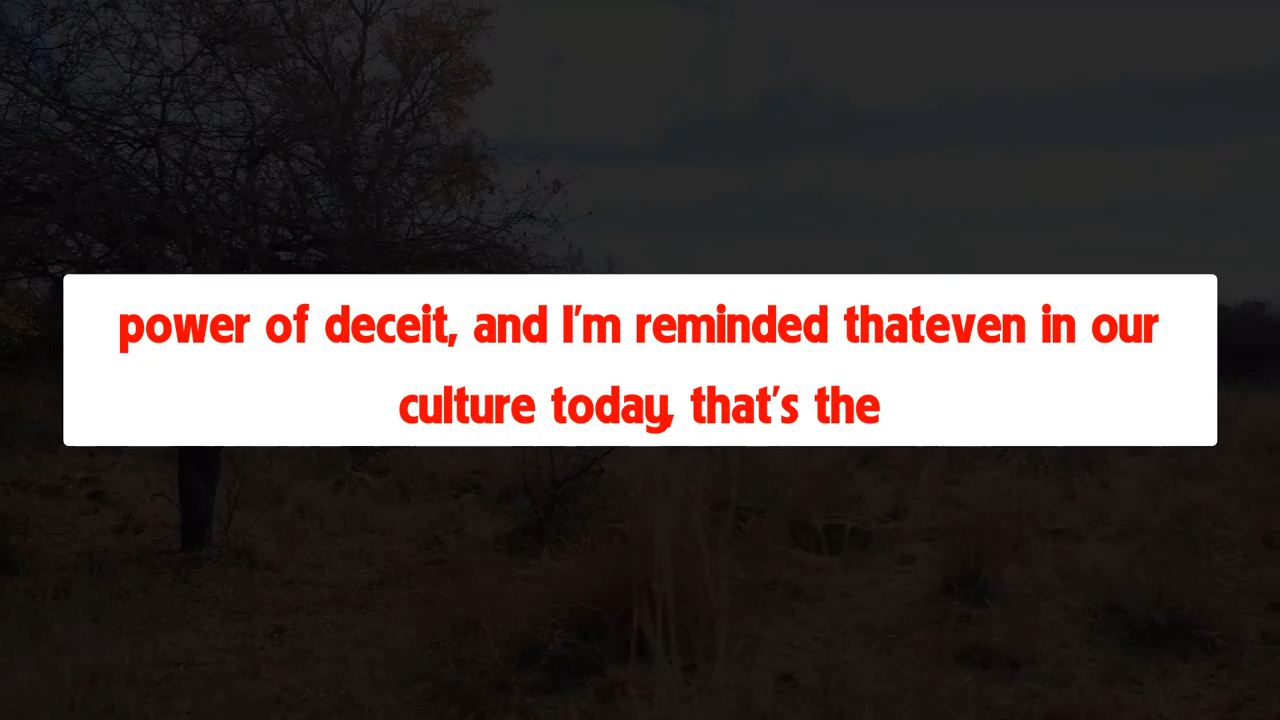 power of deceit, and I'm reminded thateven in our
culture today, that's the